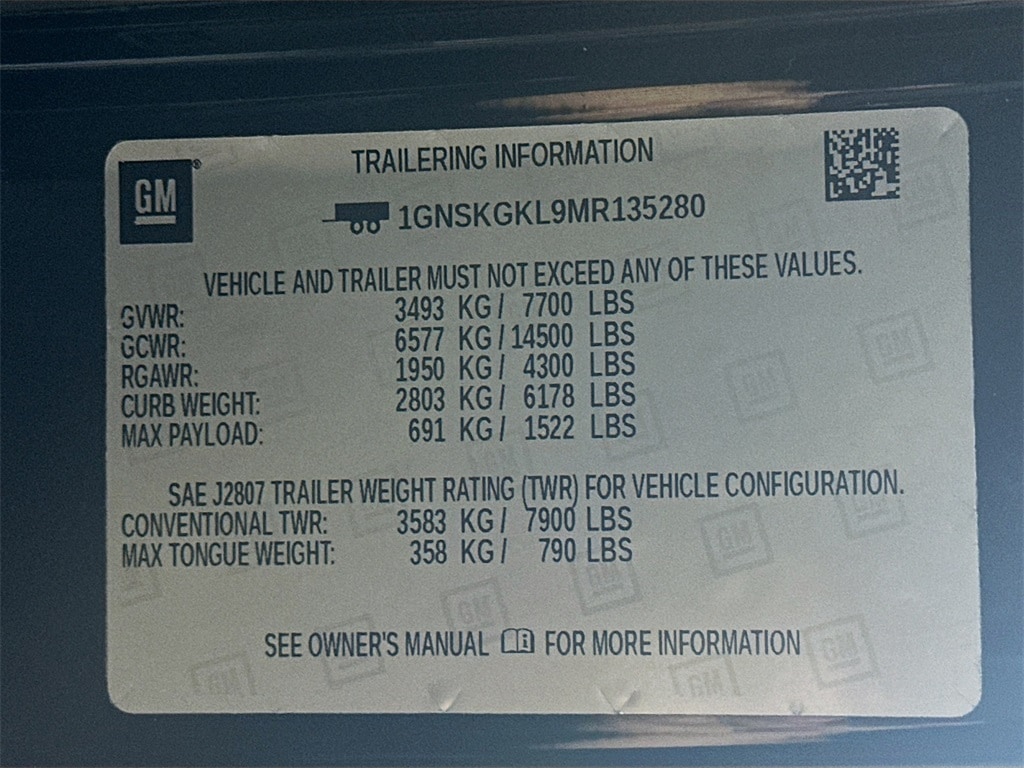 TRAILERING INFORMATION
GM®
1GNSKGKL9MR135280
VEHICLE AND TRAILER MUST NOT EXCEED ANY OF THESE VALUES.
GVWR: 3493 KG / 7700 LBS
GCWR: 6577 KG / 14500 LBS
RGAWR: 1950 KG / 4300 LBS
CURB WEIGHT: 2803 KG / 6178 LBS
MAX PAYLOAD: 691 KG / 1522 LBS
SAE J2807 TRAILER WEIGHT RATING (TWR) FOR VEHICLE CONFIGURATION.
CONVENTIONAL TWR: 3583 KG / 7900 LBS
MAX TONGUE WEIGHT: 358 KG / 790 LBS
SEE OWNER'S MANUAL FOR MORE INFORMATION